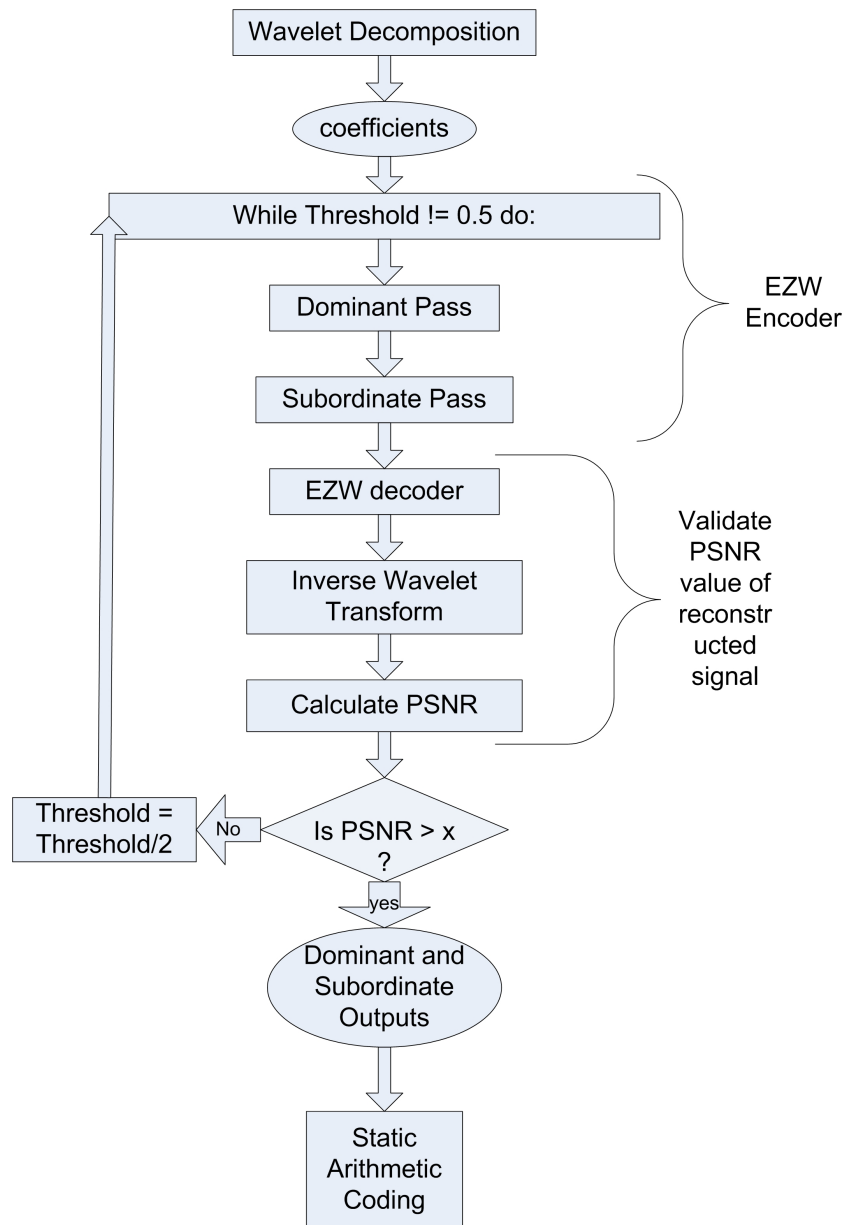 Wavelet Decomposition
coefficients
While Threshold != 0.5 do:
Dominant Pass
EZW
Encoder
Subordinate Pass
EZW decoder
Inverse Wavelet
Transform
Validate
PSNR
value of
reconstr
ucted
signal
Calculate PSNR
Threshold =
Threshold/2
No
Is PSNR > x
?
yes
Dominant and
Subordinate
Outputs
Static
Arithmetic
Coding